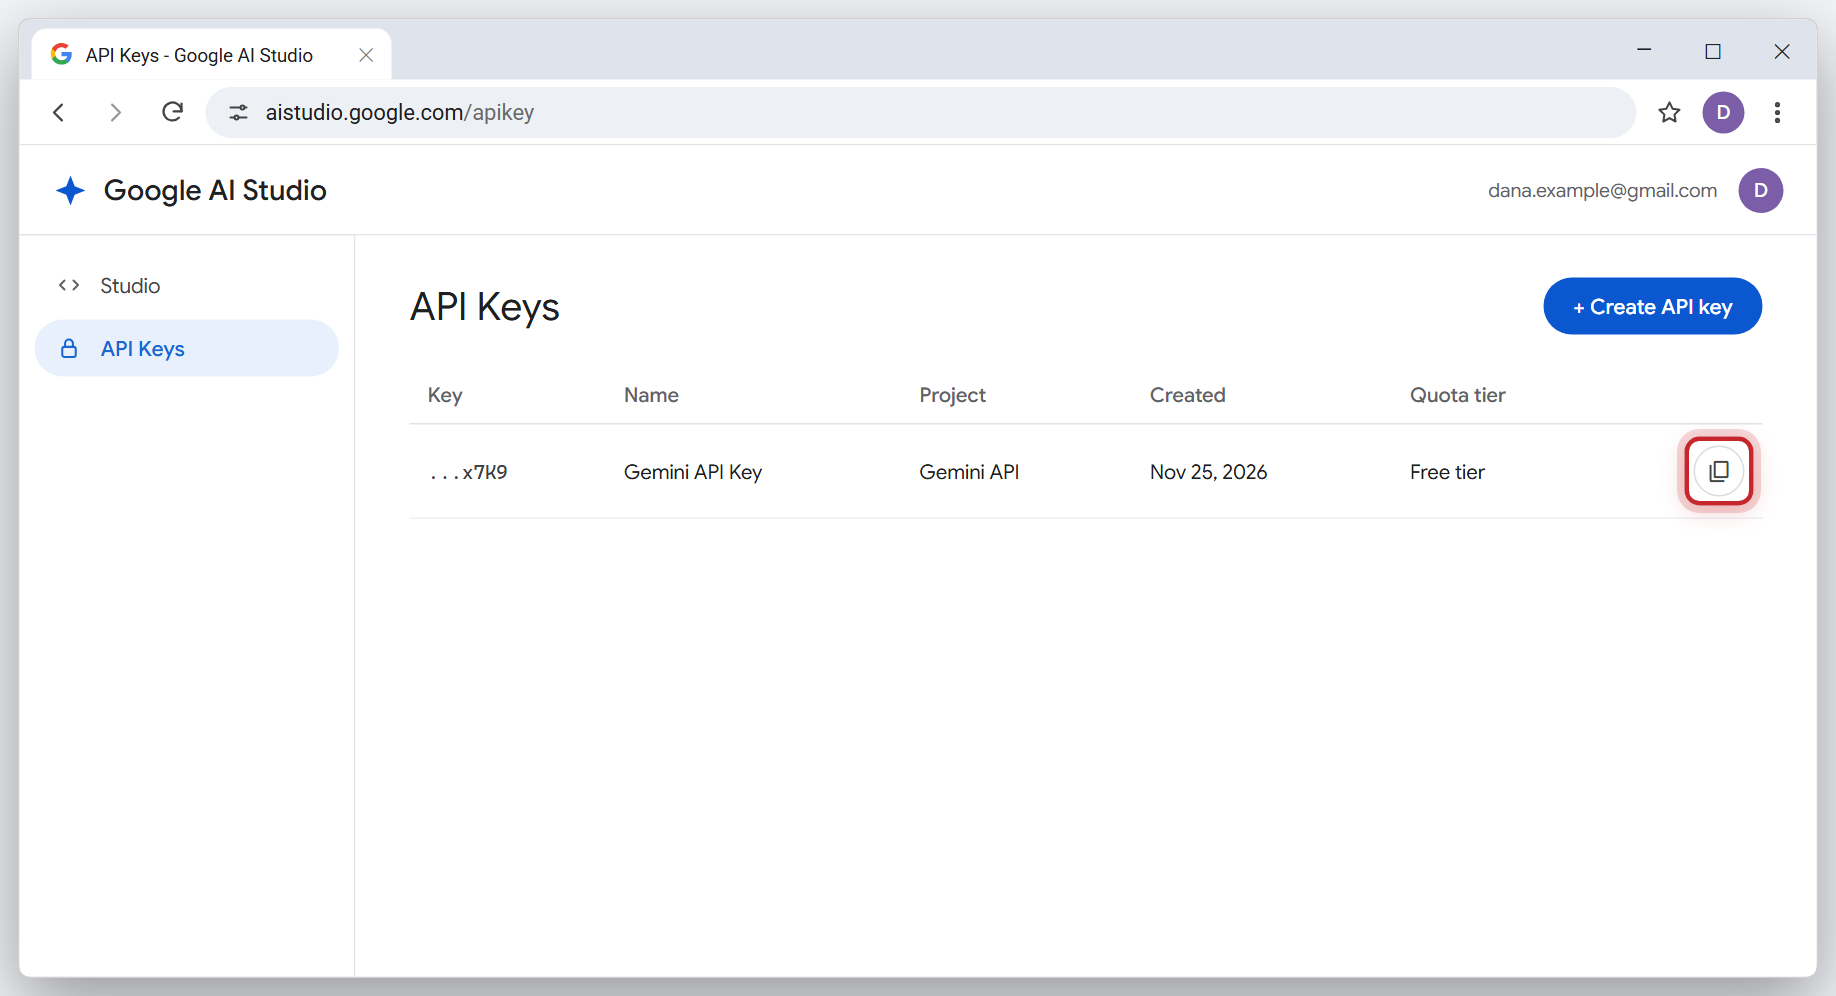 API Keys - Google AI Studio
aistudio.google.com/apikey
D
Google AI Studio
dana.example@gmail.com
D
Studio
API Keys
API Keys
+ Create API key
Key Name Project Created Quota tier
...x7K9 Gemini API Key Gemini API Nov 25, 2026 Free tier